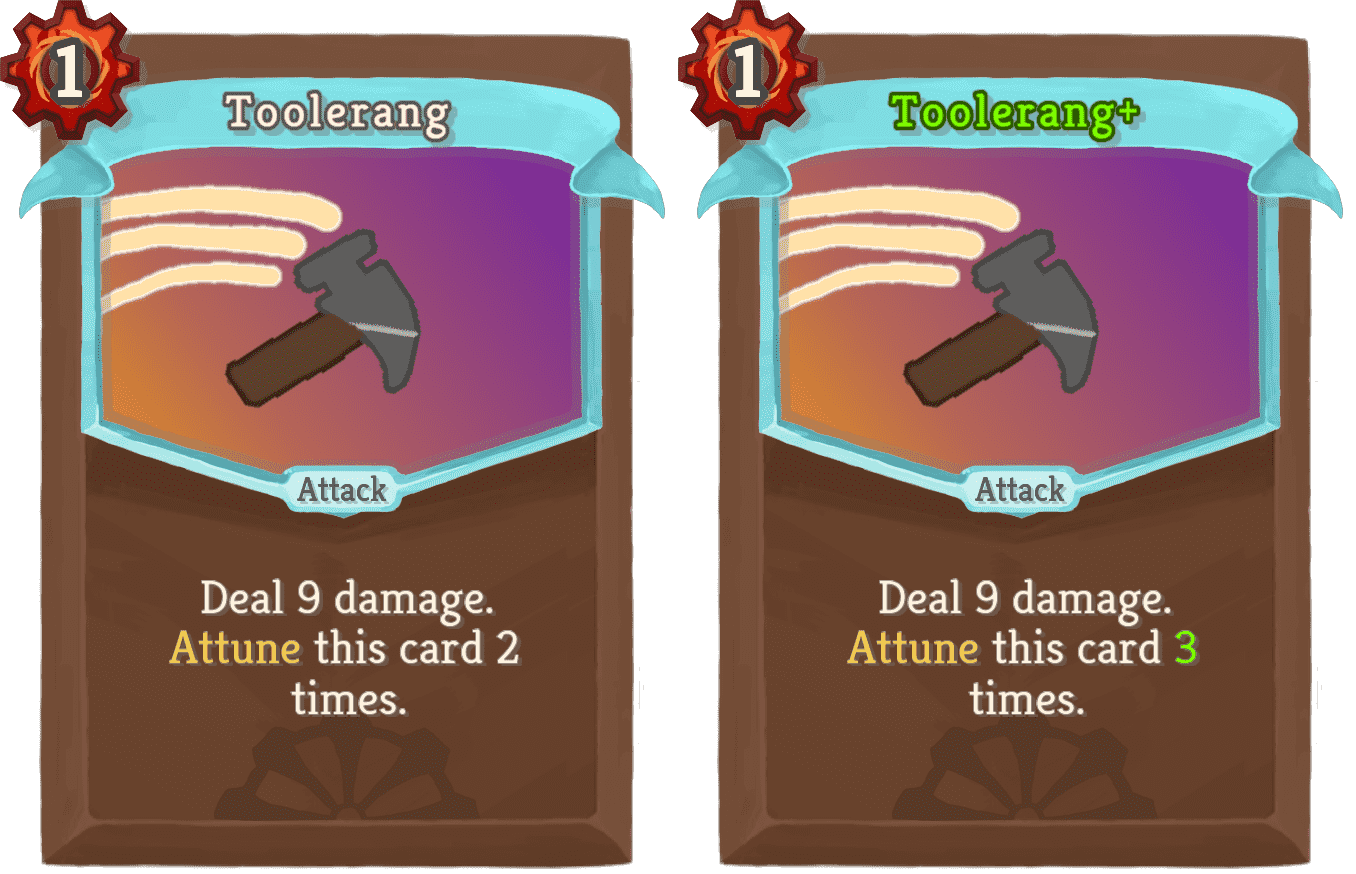 1
Toolerang
Attack
Deal 9 damage.
Attune this card 2
times.
1
Toolerang+
Attack
Deal 9 damage.
Attune this card 3
times.